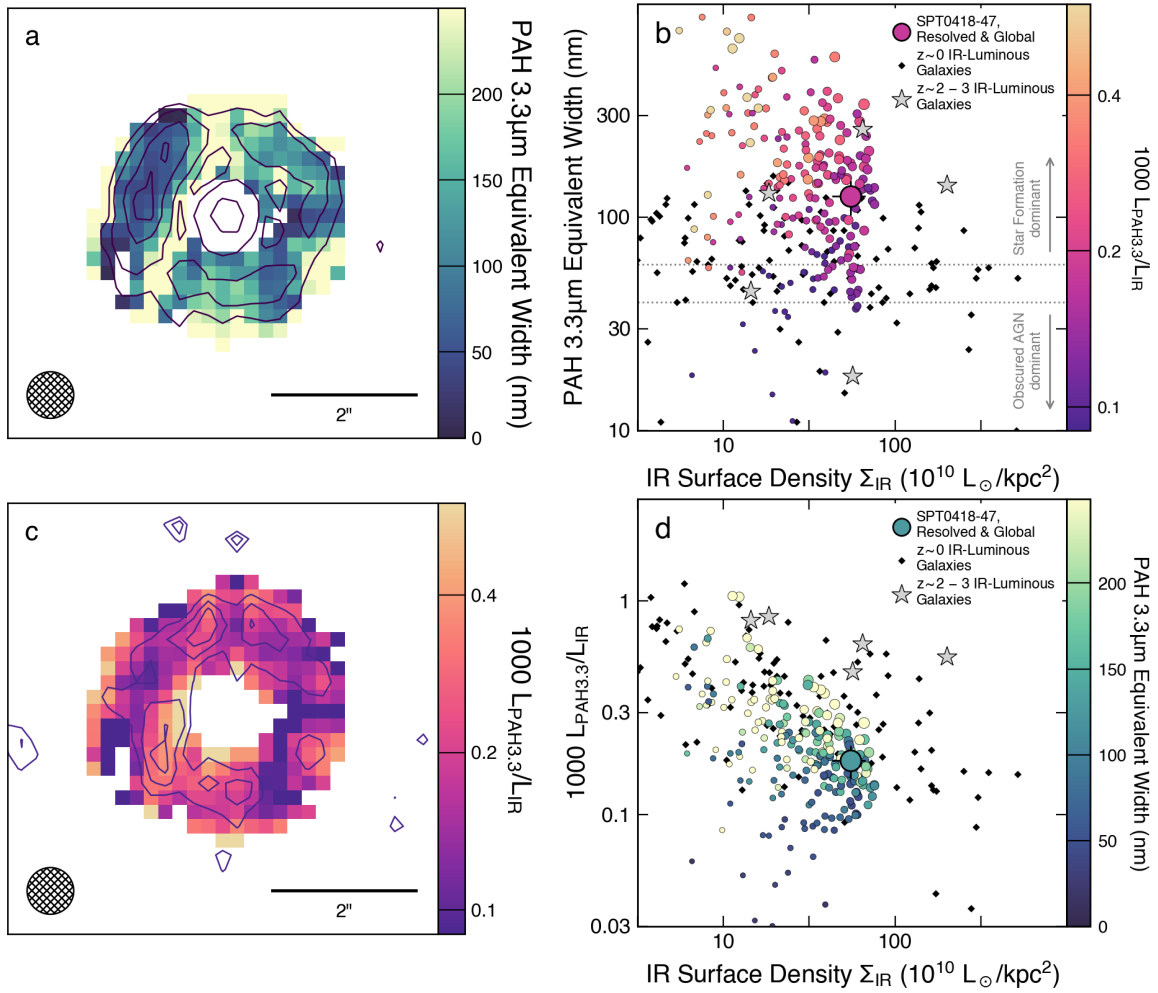 a
2"
0
50
100
150
200
PAH 3.3μm Equivalent Width (nm)
b
SPT0418-47,
Resolved & Global
z~0 IR-Luminous
Galaxies
z~2 − 3 IR-Luminous
Galaxies
Star Formation
dominant
Obscured AGN
dominant
PAH 3.3μm Equivalent Width (nm)
300
100
30
10
10
100
IR Surface Density Σ_IR (10^10 L_⊙/kpc^2)
0.4
0.2
0.1
1000 L_PAH3.3/L_IR
c
2"
0.4
0.2
0.1
1000 L_PAH3.3/L_IR
d
SPT0418-47,
Resolved & Global
z~0 IR-Luminous
Galaxies
z~2 − 3 IR-Luminous
Galaxies
1000 L_PAH3.3/L_IR
1
0.3
0.1
0.03
10
100
IR Surface Density Σ_IR (10^10 L_⊙/kpc^2)
200
150
100
50
0
PAH 3.3μm Equivalent Width (nm)